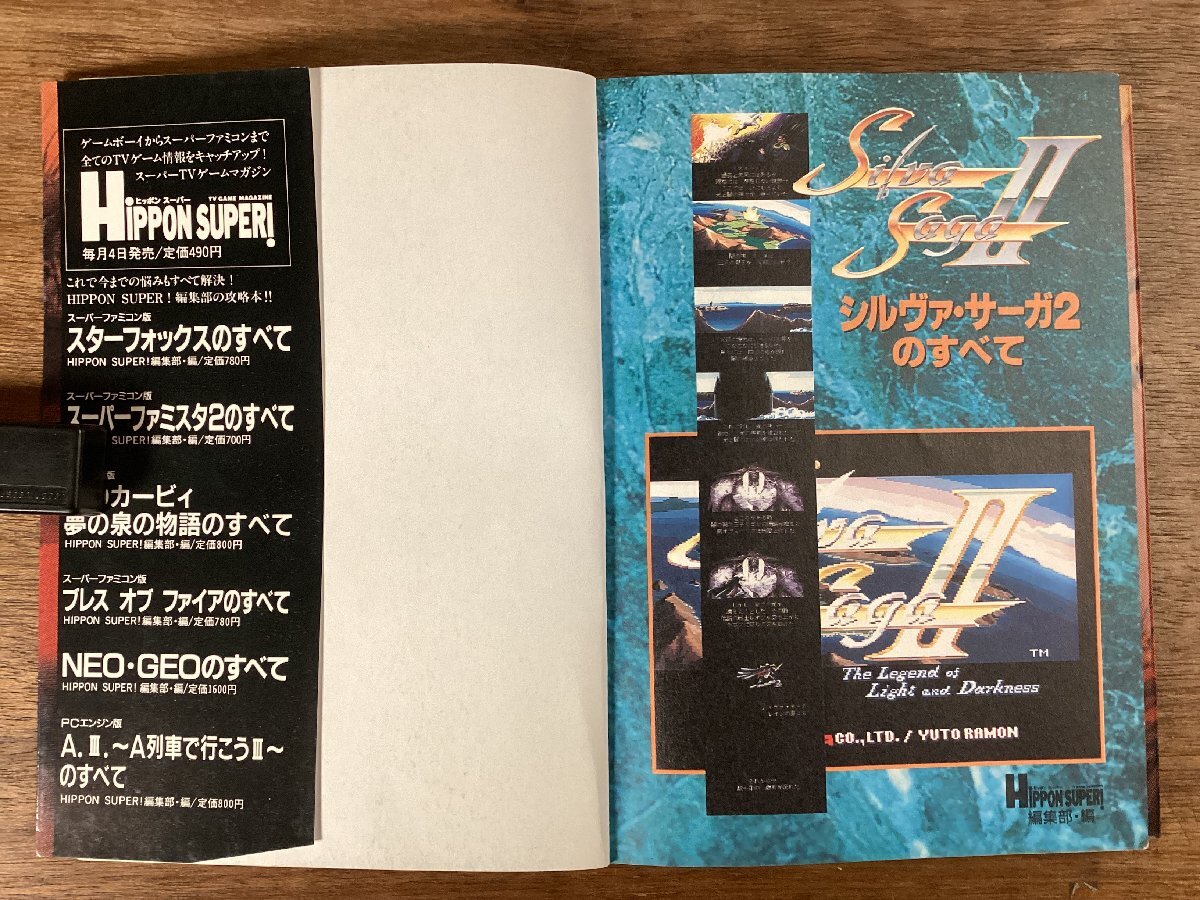 ゲームボーイからスーパーファミコンまで
全てのTVゲーム情報をキャッチアップ!
スーパーTVゲームマガジン
ヒッポン スーパー
TV GAME MAGAZINE
HIPPON SUPER!
毎月4日発売/定価490円
これで今までの悩みもすべて解決!
HIPPON SUPER!編集部の攻略本!!
スーパーファミコン版
スターフォックスのすべて
HIPPON SUPER!編集部・編/定価780円
スーパーファミコン版
スーパーファミスタ2のすべて
SUPER!編集部・編/定価700円
版
カービィ
夢の泉の物語のすべて
HIPPON SUPER!編集部・編/定価800円
スーパーファミコン版
ブレス オブ ファイアのすべて
HIPPON SUPER!編集部・編/定価780円
NEO・GEOのすべて
HIPPON SUPER!編集部・編/定価1600円
PCエンジン版
A.Ⅲ.〜A列車で行こうⅢ〜
のすべて
HIPPON SUPER!編集部・編/定価800円
Silva
Saga II
シルヴァ・サーガ2
のすべて
Saga II
TM
The Legend of
Light and Darkness
CO.,LTD./ YUTO RAMON
HIPPON SUPER!
編集部・編